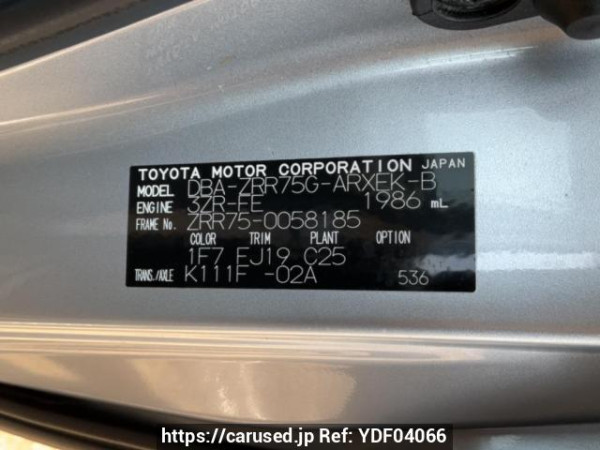 TOYOTA MOTOR CORPORATION JAPAN
MODEL DBA-ZRR75G-ARXEK-B
ENGINE 3ZR-FE 1986 mL
FRAME No. ZRR75-0058185
COLOR TRIM PLANT OPTION
1F7 EJ19 C25
TRANS./AXLE K111F -02A 536
https://carused.jp Ref: YDF04066